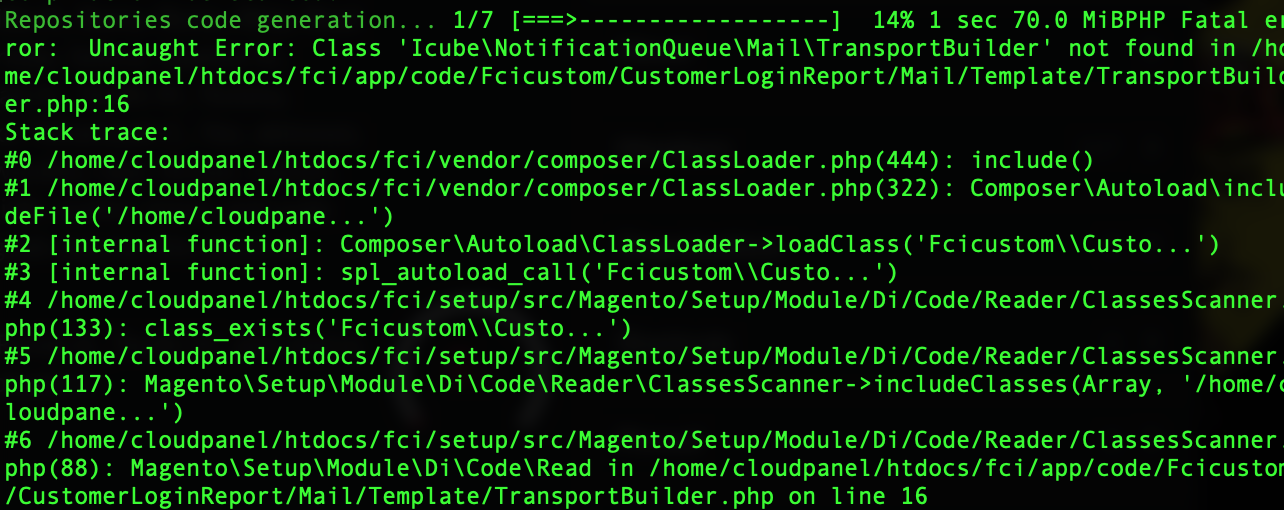 Repositories code generation... 1/7 [===>------------------]  14% 1 sec 70.0 MiBPHP Fatal er
ror:  Uncaught Error: Class 'Icube\NotificationQueue\Mail\TransportBuilder' not found in /ho
me/cloudpanel/htdocs/fci/app/code/Fcicustom/CustomerLoginReport/Mail/Template/TransportBuild
er.php:16
Stack trace:
#0 /home/cloudpanel/htdocs/fci/vendor/composer/ClassLoader.php(444): include()
#1 /home/cloudpanel/htdocs/fci/vendor/composer/ClassLoader.php(322): Composer\Autoload\inclu
deFile('/home/cloudpane...')
#2 [internal function]: Composer\Autoload\ClassLoader->loadClass('Fcicustom\\Custo...')
#3 [internal function]: spl_autoload_call('Fcicustom\\Custo...')
#4 /home/cloudpanel/htdocs/fci/setup/src/Magento/Setup/Module/Di/Code/Reader/ClassesScanner.
php(133): class_exists('Fcicustom\\Custo...')
#5 /home/cloudpanel/htdocs/fci/setup/src/Magento/Setup/Module/Di/Code/Reader/ClassesScanner.
php(117): Magento\Setup\Module\Di\Code\Reader\ClassesScanner->includeClasses(Array, '/home/c
loudpane...')
#6 /home/cloudpanel/htdocs/fci/setup/src/Magento/Setup/Module/Di/Code/Reader/ClassesScanner.
php(88): Magento\Setup\Module\Di\Code\Read in /home/cloudpanel/htdocs/fci/app/code/Fcicustom
/CustomerLoginReport/Mail/Template/TransportBuilder.php on line 16